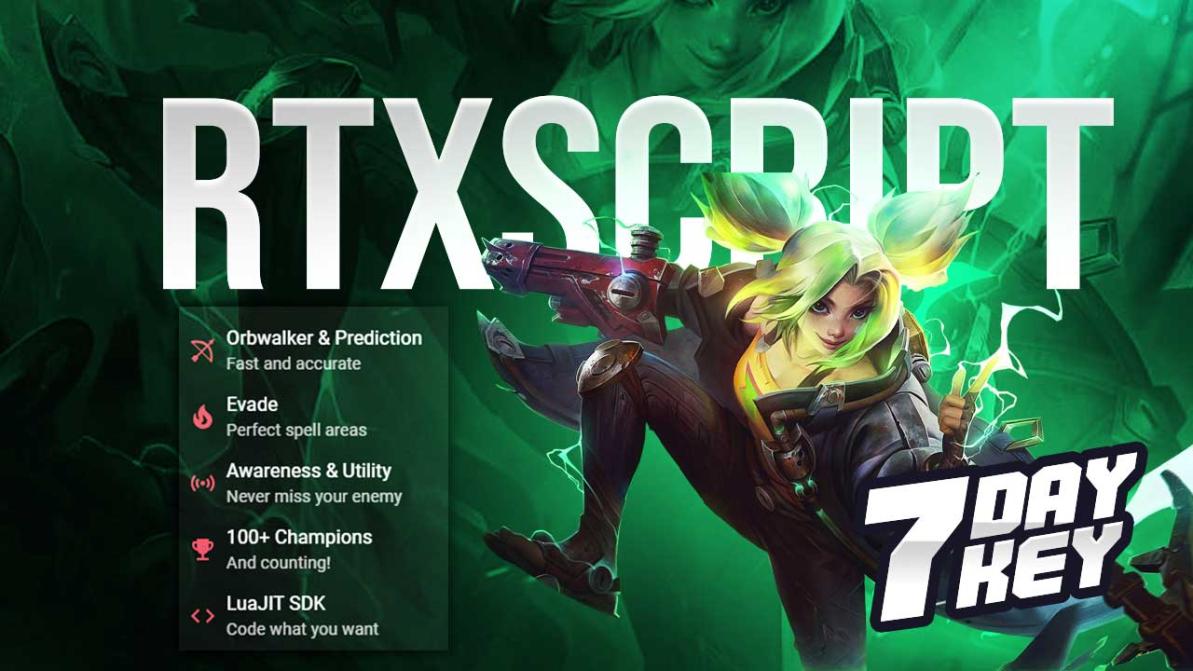 RTXSCRIPT
Orbwalker & Prediction
Fast and accurate
Evade
Perfect spell areas
Awareness & Utility
Never miss your enemy
100+ Champions
And counting!
LuaJIT SDK
Code what you want
7 DAY
KEY